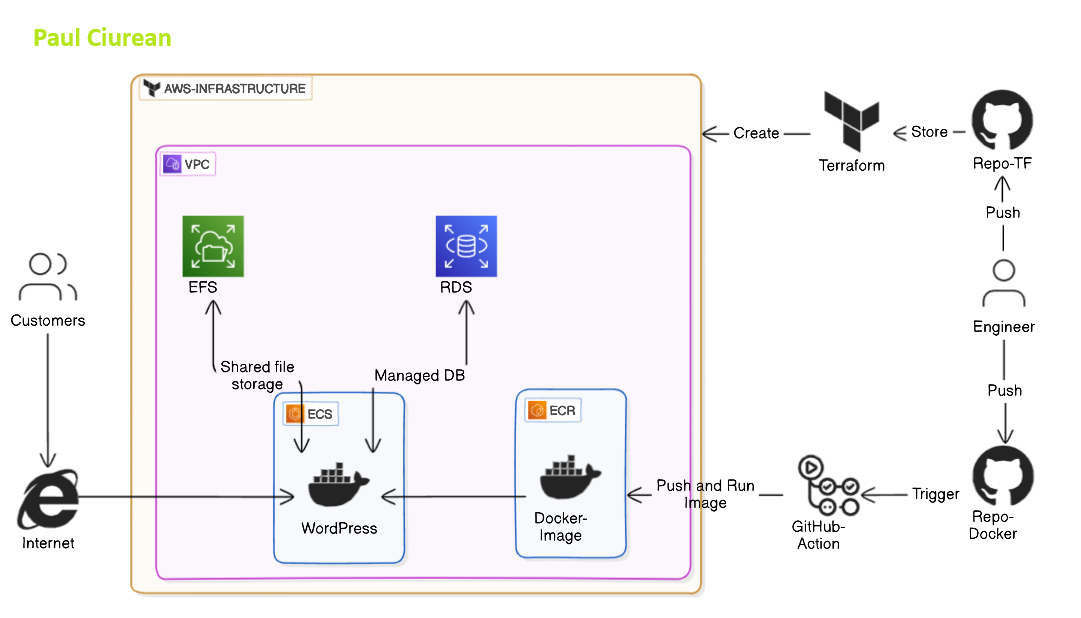 Paul Ciurean
AWS-INFRASTRUCTURE
VPC
EFS
RDS
Shared file
storage
Managed DB
ECS
WordPress
ECR
Docker-
Image
Customers
Internet
Create
Terraform
Store
Repo-TF
Push
Engineer
Push
Repo-
Docker
Trigger
GitHub-
Action
Push and Run
Image